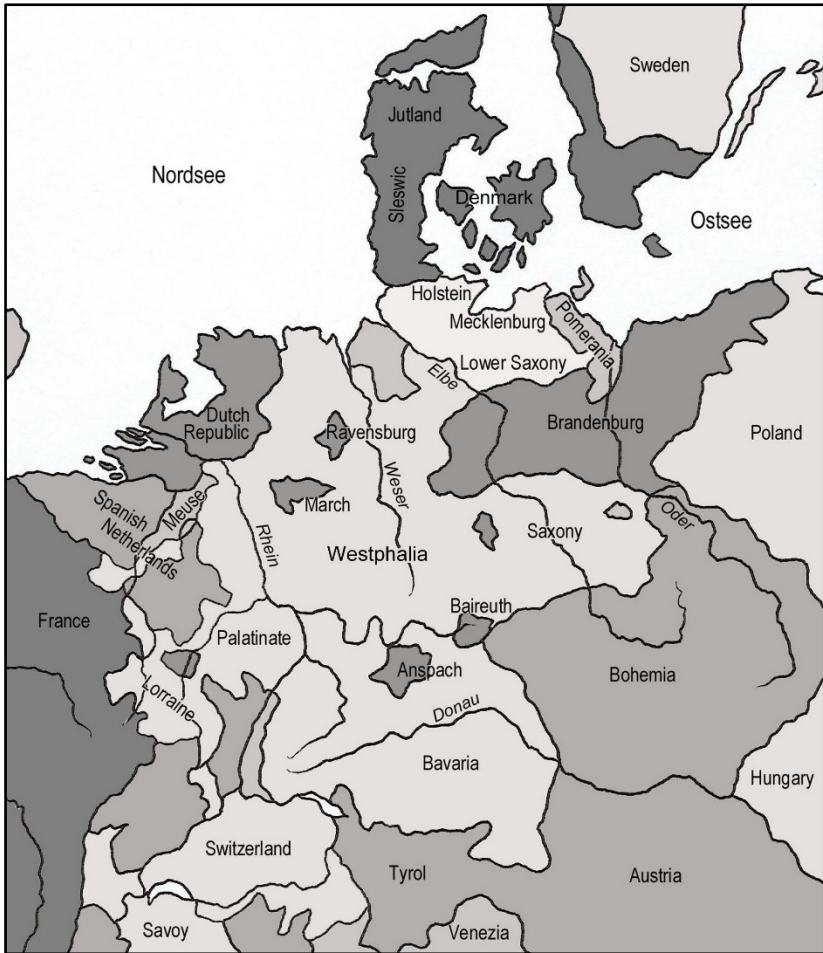 Sweden
Jutland
Nordsee
Sleswic
Denmark
Ostsee
Holstein
Mecklenburg
Pomerania
Lower Saxony
Elbe
Dutch
Republic
Ravensburg
Brandenburg
Poland
Weser
Spanish
Netherlands
Meuse
March
Rhein
Westphalia
Saxony
Oder
France
Baireuth
Palatinate
Anspach
Bohemia
Lorraine
Donau
Bavaria
Hungary
Switzerland
Tyrol
Austria
Savoy
Venezia